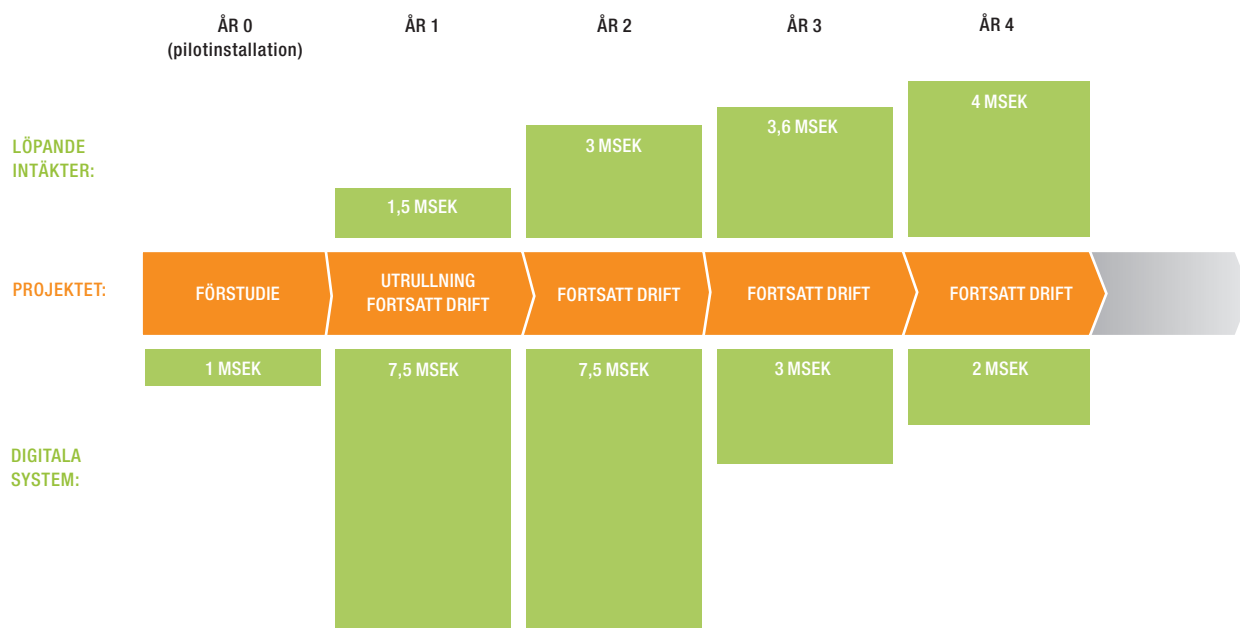 ÅR 0
(pilotinstallation)
ÅR 1
ÅR 2
ÅR 3
ÅR 4
LÖPANDE
INTÄKTER:
1,5 MSEK
3 MSEK
3,6 MSEK
4 MSEK
PROJEKTET:
FÖRSTUDIE
UTRULLNING
FORTSATT DRIFT
FORTSATT DRIFT
FORTSATT DRIFT
FORTSATT DRIFT
DIGITALA
SYSTEM:
1 MSEK
7,5 MSEK
7,5 MSEK
3 MSEK
2 MSEK